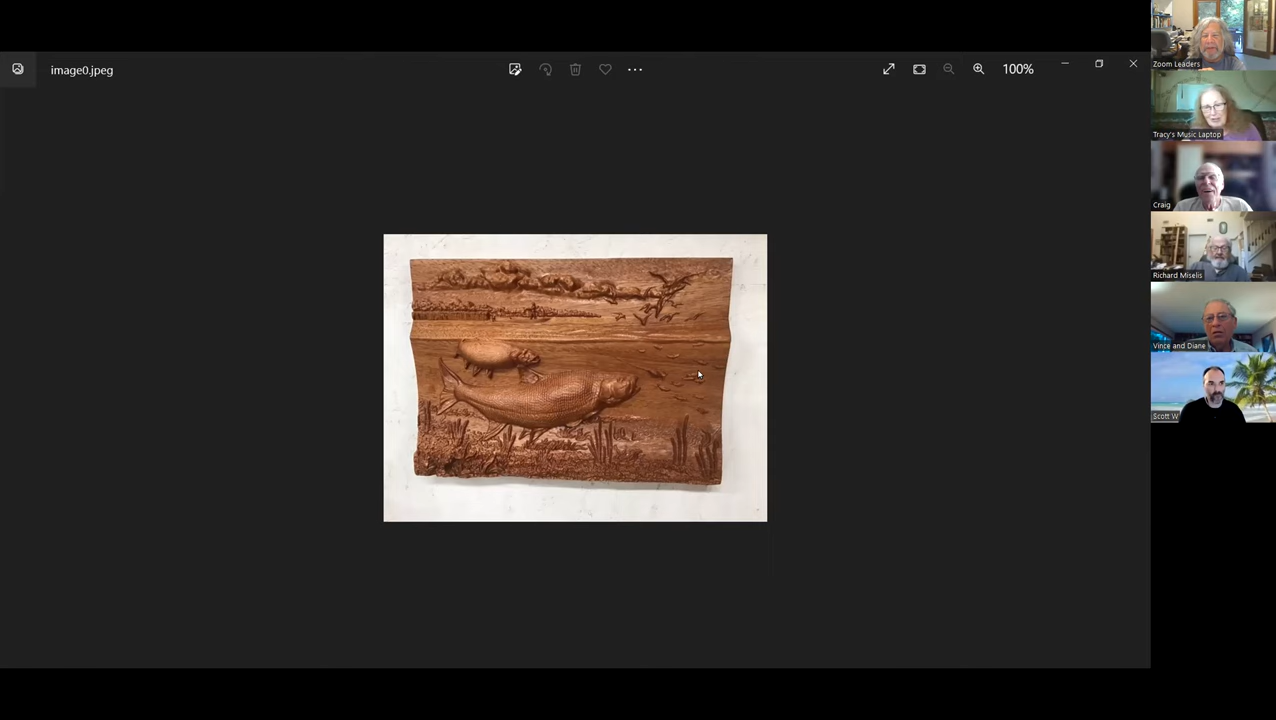 image0.jpeg
100%
Zoom Leaders
Tracy's Music Laptop
Craig
Richard Miselis
Vince and Diane
Scott W